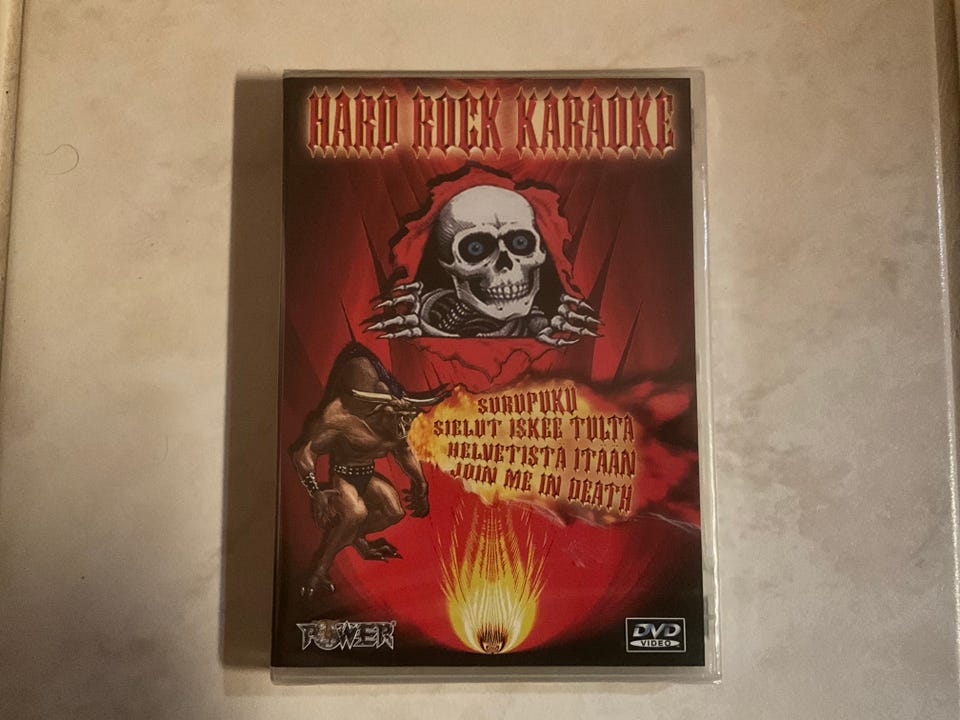 HARD ROCK KARAOKE
SURUPUKU
SIELUT ISKEE TULTA
HELVETISTÄ ITÄÄN
JOIN ME IN DEATH
POWER
DVD
VIDEO